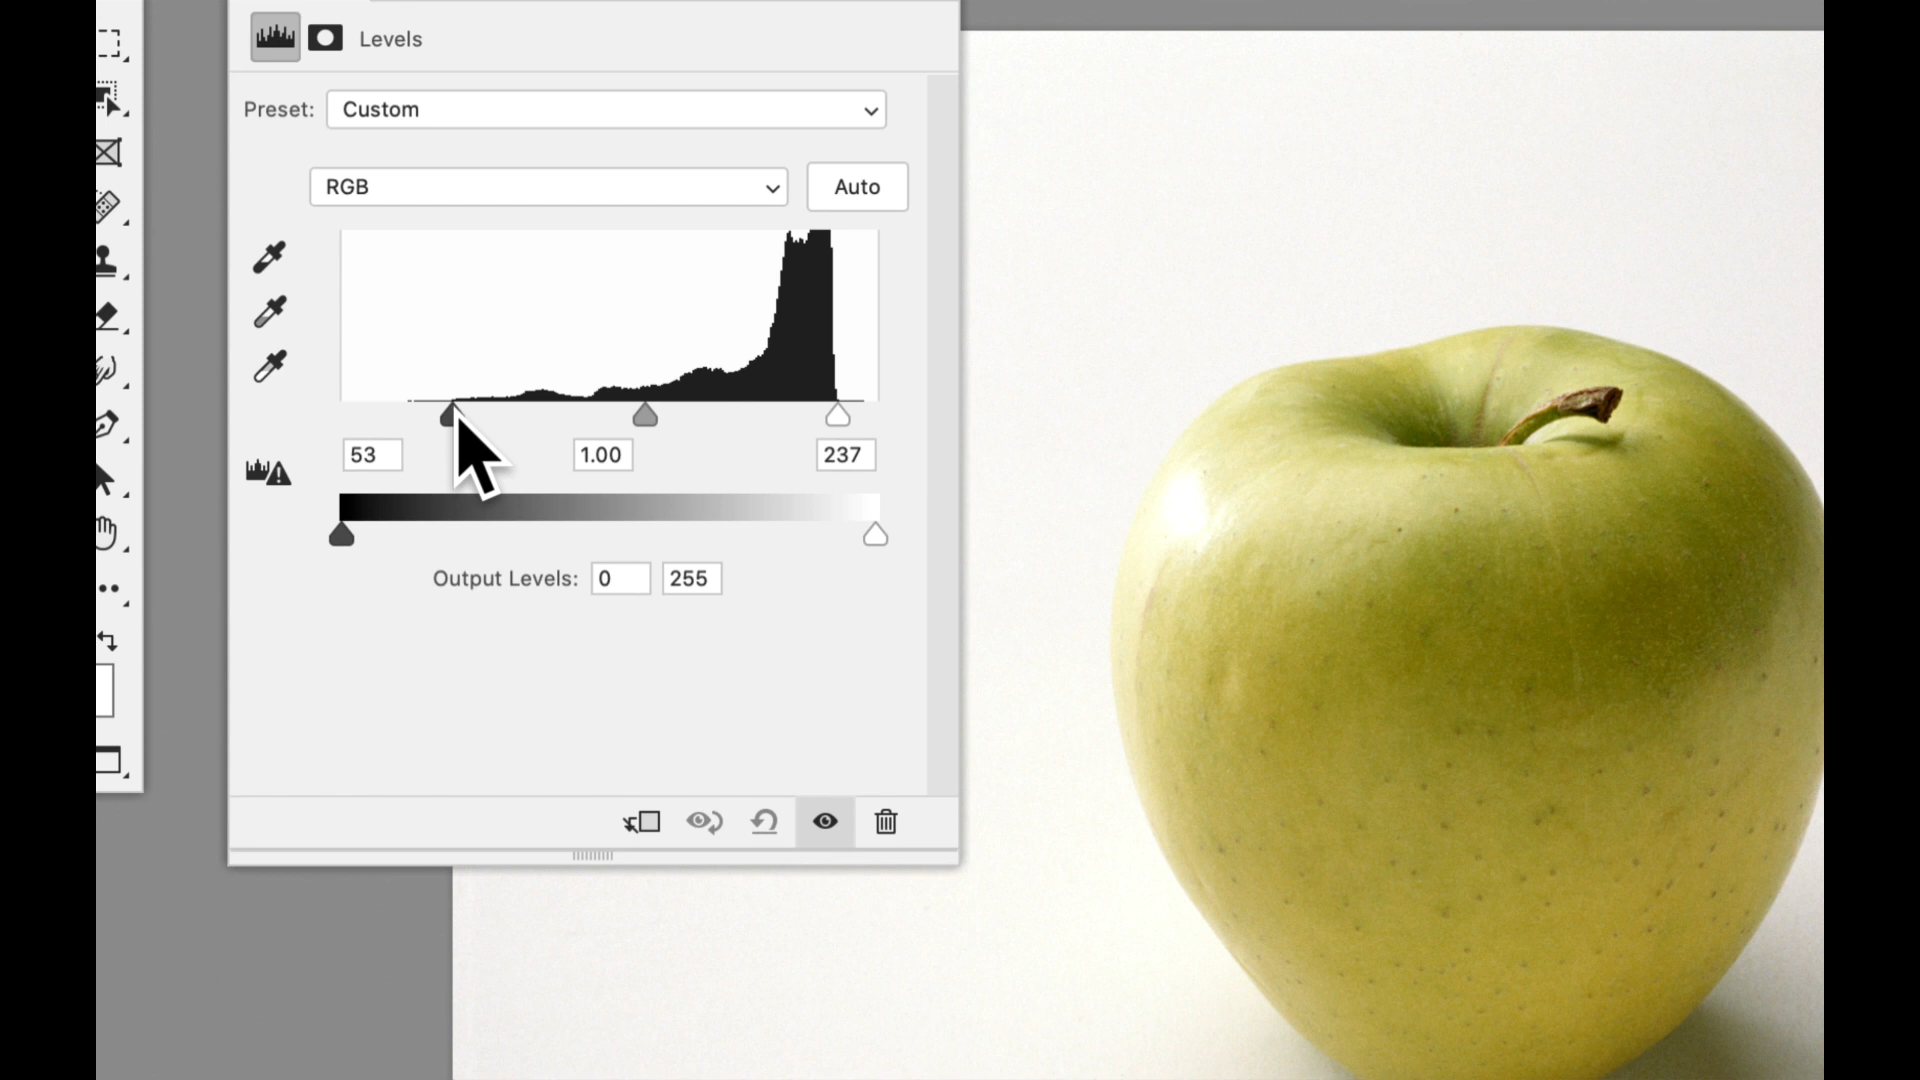 Levels
Preset: Custom
RGB Auto
53 1.00 237
Output Levels: 0 255